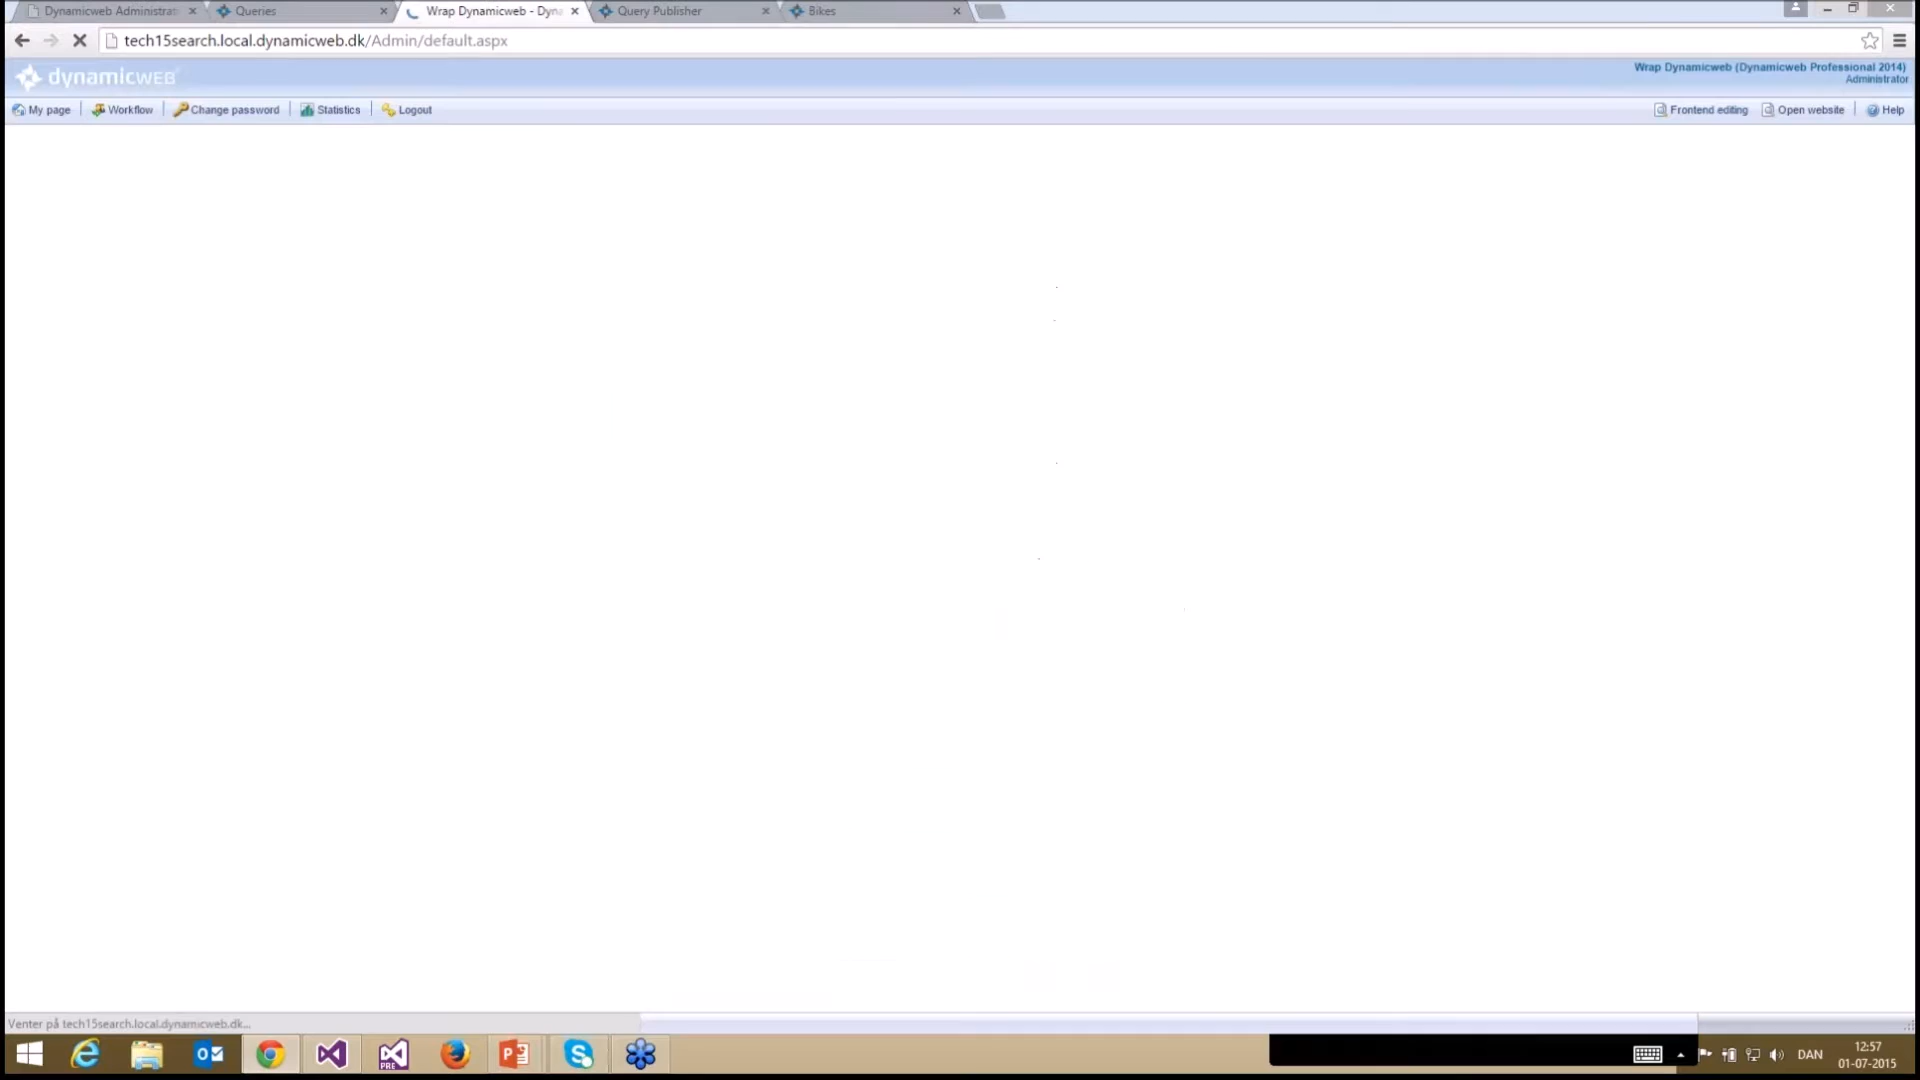 Dynamicweb Administrat
Queries
Wrap Dynamicweb - Dyna
Query Publisher
Bikes
tech15search.local.dynamicweb.dk/Admin/default.aspx
dynamicWEB
Wrap Dynamicweb (Dynamicweb Professional 2014)
Administrator
My page
Workflow
Change password
Statistics
Logout
Frontend editing
Open website
Help
Venter på tech15search.local.dynamicweb.dk...
PRE
DAN
12:57
01-07-2015